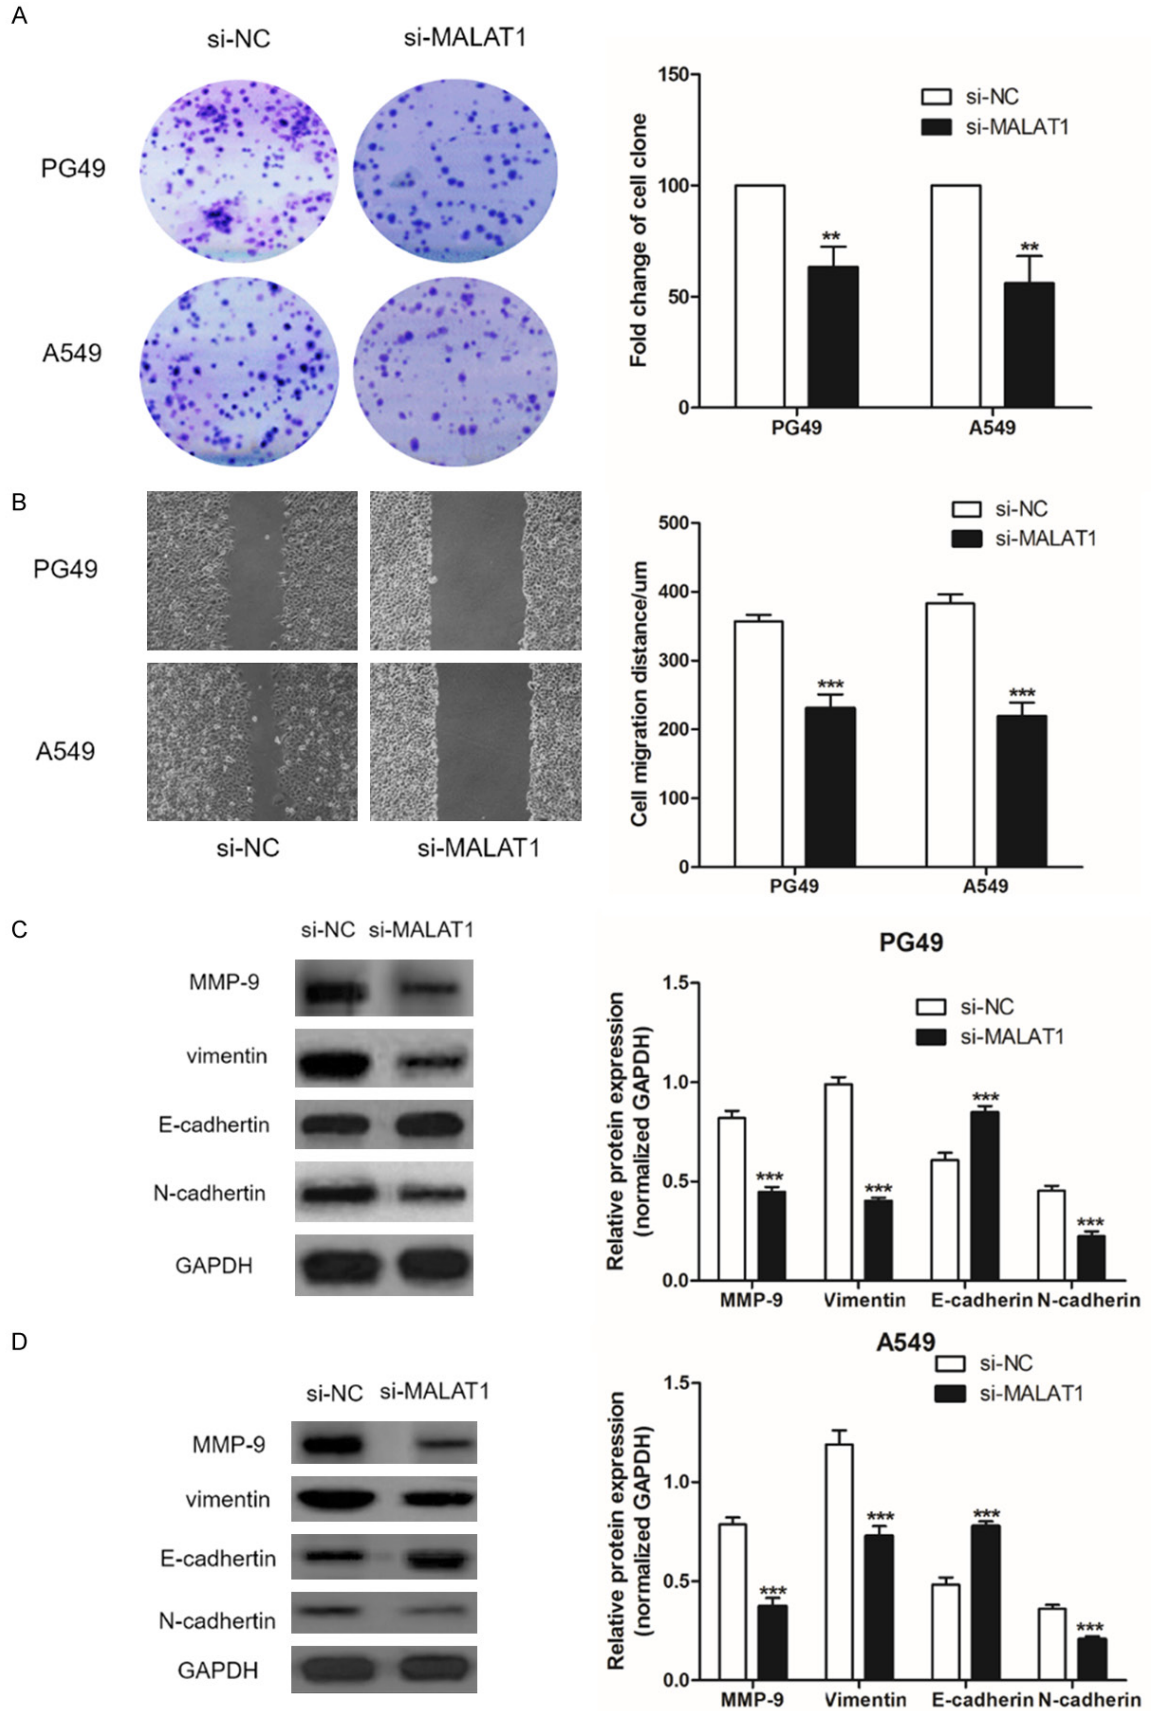 A
si-NC
si-MALAT1
PG49
A549
150
100
50
0
Fold change of cell clone
si-NC
si-MALAT1
**
**
PG49
A549
B
PG49
A549
si-NC
si-MALAT1
500
400
300
200
100
0
Cell migration distance/um
si-NC
si-MALAT1
***
***
PG49
A549
C
si-NC si-MALAT1
MMP-9
vimentin
E-cadhertin
N-cadhertin
GAPDH
PG49
1.5
1.0
0.5
0.0
Relative protein expression
(normalized GAPDH)
si-NC
si-MALAT1
***
***
***
***
MMP-9 Vimentin E-cadherin N-cadherin
D
si-NC si-MALAT1
MMP-9
vimentin
E-cadhertin
N-cadhertin
GAPDH
A549
1.5
1.0
0.5
0.0
Relative protein expression
(normalized GAPDH)
si-NC
si-MALAT1
***
***
***
***
MMP-9 Vimentin E-cadherin N-cadherin